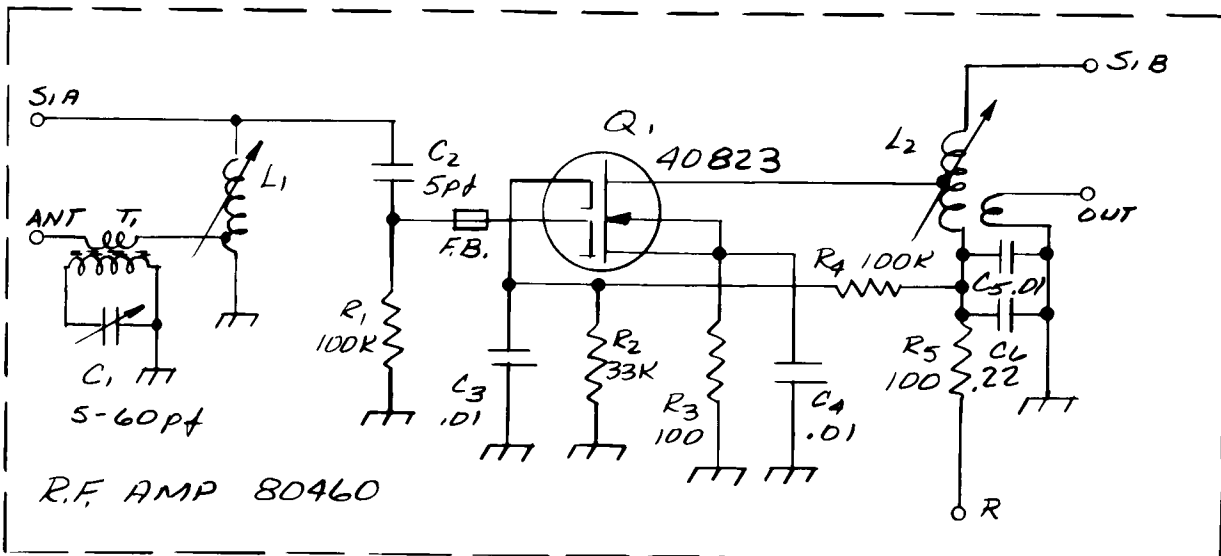 S1B
S1A
Q1
40823
L2
C2
5pf
L1
ANT
T1
OUT
F.B.
R4 100K
C5 .01
R1
100K
R2
33K
R5
100
C6
.22
C1
5-60pf
C3
.01
R3
100
C4
.01
R.F. AMP 80460
R